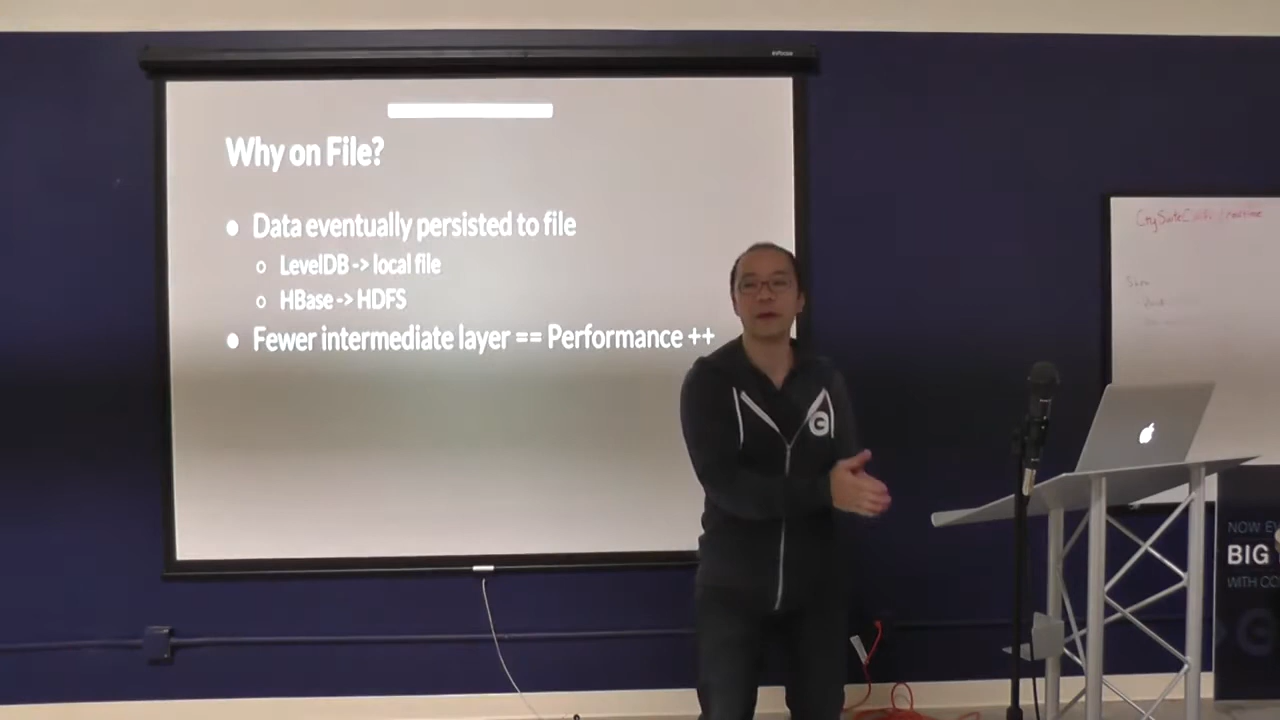 Why on File?
Data eventually persisted to file
LevelDB -> local file
HBase -> HDFS
Fewer intermediate layer == Performance ++
NOW
BIG
WITH